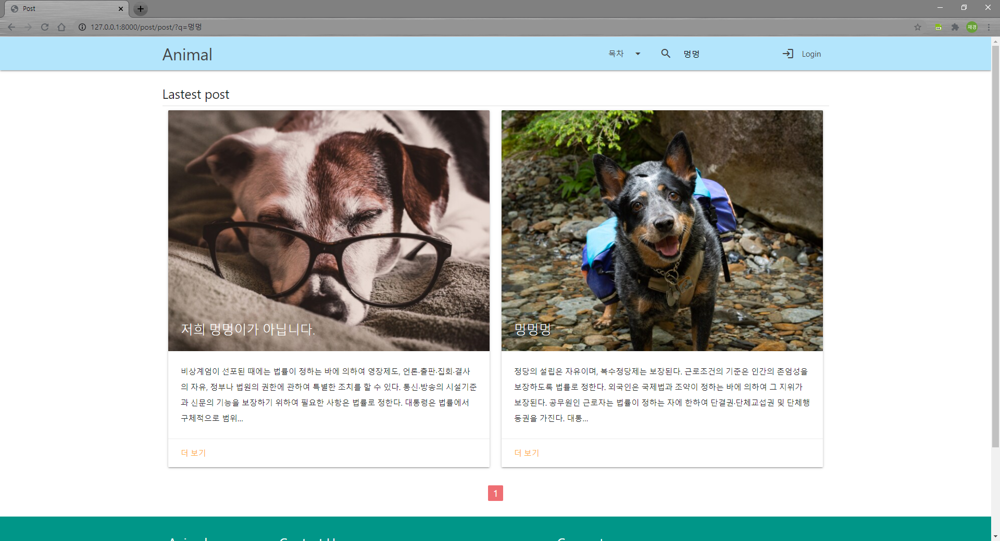 Post
127.0.0.1:8000/post/post/?q=멍멍
재경
Animal
목차
멍멍
Login
Lastest post
저희 멍멍이가 아닙니다.
비상계엄이 선포된 때에는 법률이 정하는 바에 의하여 영장제도, 언론·출판·집회·결사
의 자유, 정부나 법원의 권한에 관하여 특별한 조치를 할 수 있다. 통신·방송의 시설기준
과 신문의 기능을 보장하기 위하여 필요한 사항은 법률로 정한다. 대통령은 법률에서
구체적으로 범위...
더 보기
멍멍멍
정당의 설립은 자유이며, 복수정당제는 보장된다. 근로조건의 기준은 인간의 존엄성을
보장하도록 법률로 정한다. 외국인은 국제법과 조약이 정하는 바에 의하여 그 지위가
보장된다. 공무원인 근로자는 법률이 정하는 자에 한하여 단결권·단체교섭권 및 단체행
동권을 가진다. 대통...
더 보기
1